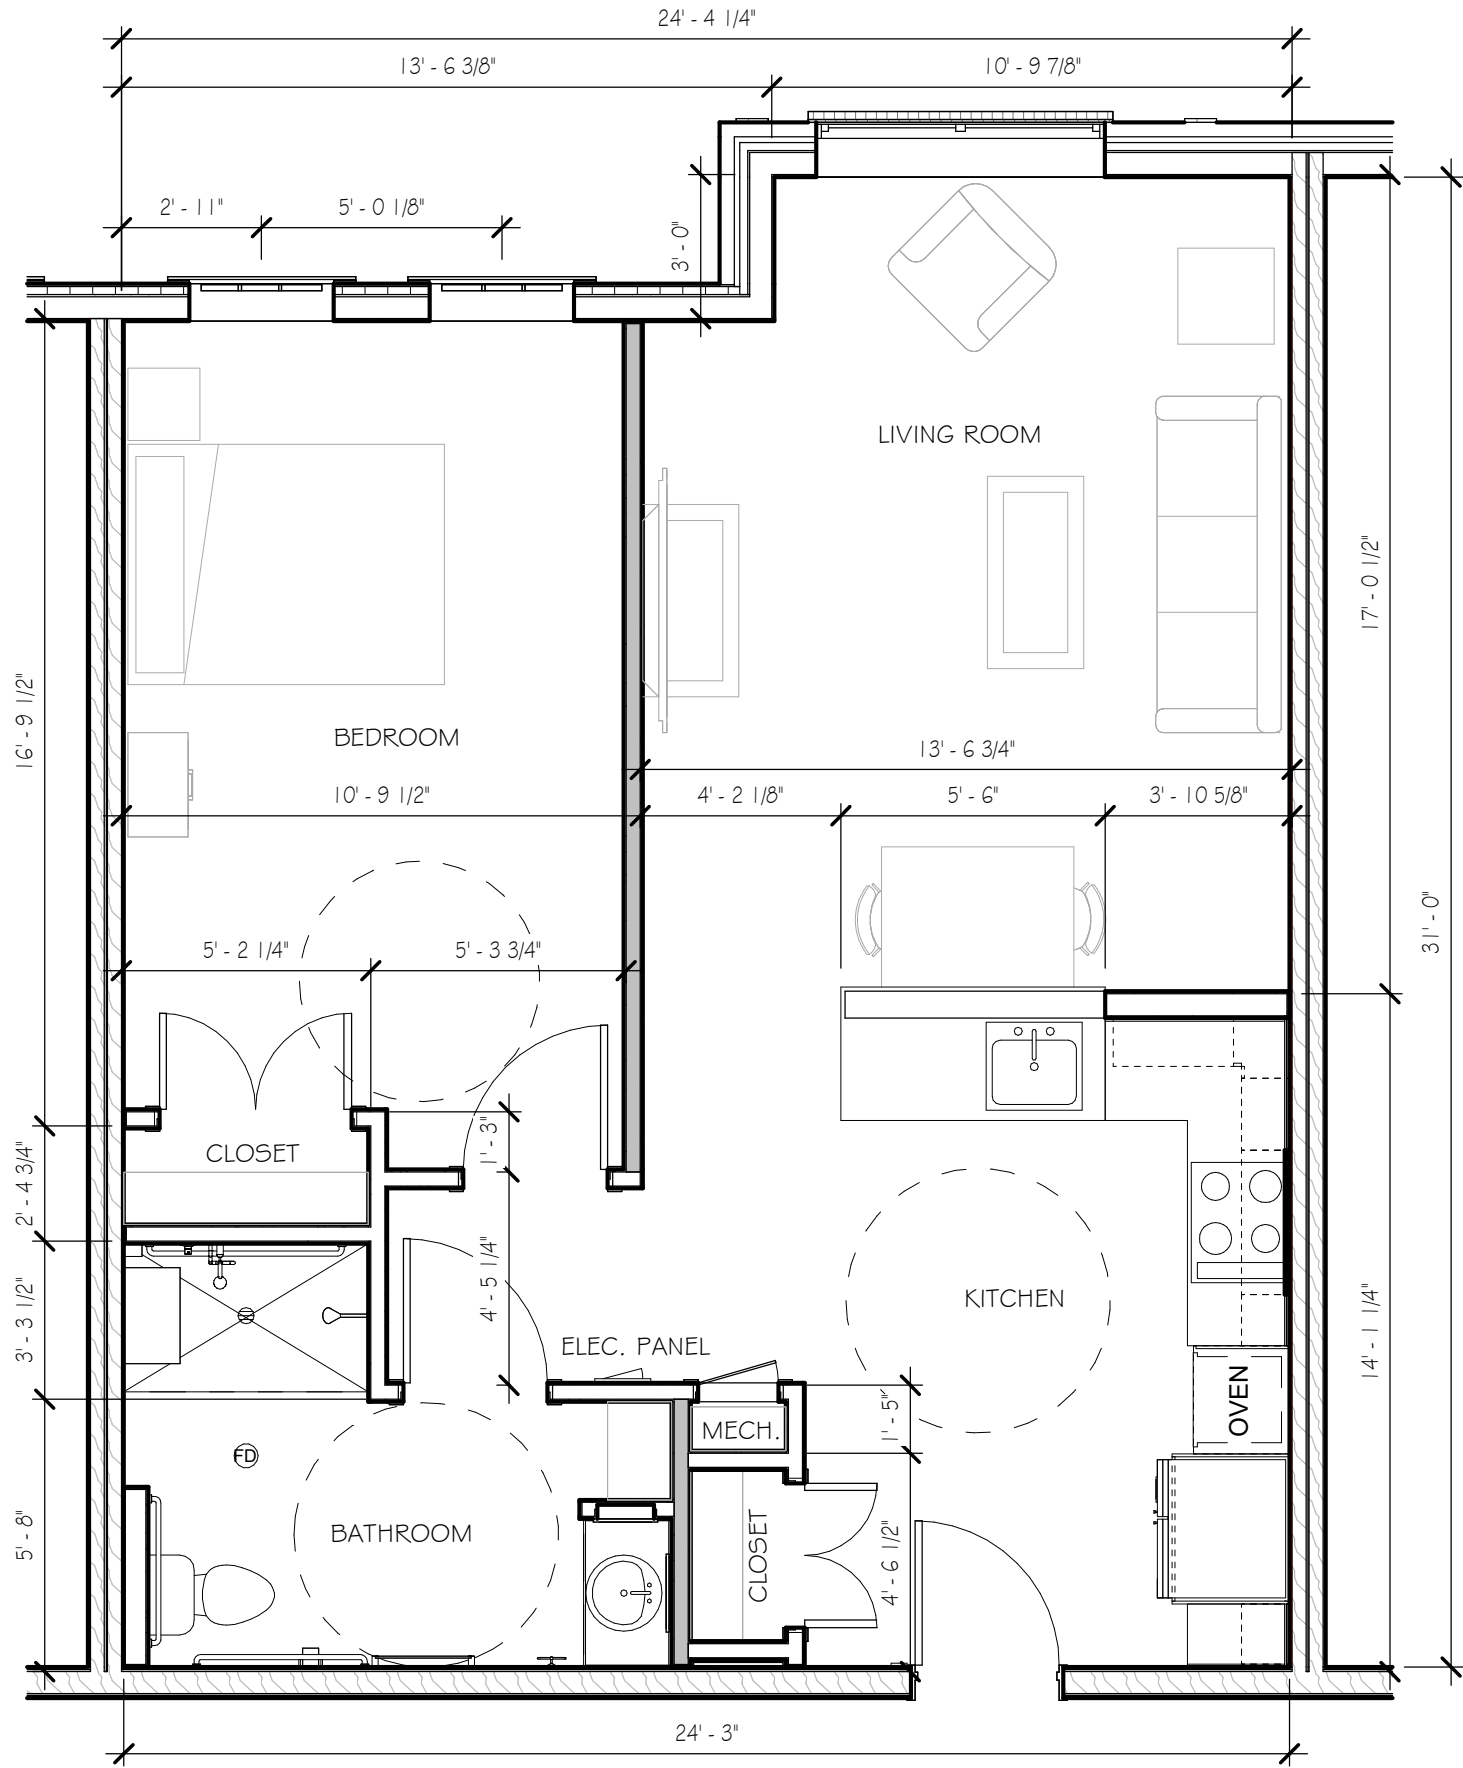 24' - 4 1/4"
13' - 6 3/8"
10' - 9 7/8"
2' - 11"
5' - 0 1/8"
3' - 0"
LIVING ROOM
17' - 0 1/2"
16' - 9 1/2"
BEDROOM
13' - 6 3/4"
10' - 9 1/2"
4' - 2 1/8"
5' - 6"
3' - 10 5/8"
31' - 0"
5' - 2 1/4"
5' - 3 3/4"
1' - 3"
CLOSET
2' - 4 3/4"
4' - 5 1/4"
3' - 3 1/2"
KITCHEN
14' - 1 1/4"
ELEC. PANEL
OVEN
1' - 5"
MECH.
FD
5' - 8"
BATHROOM
CLOSET
4' - 6 1/2"
24' - 3"